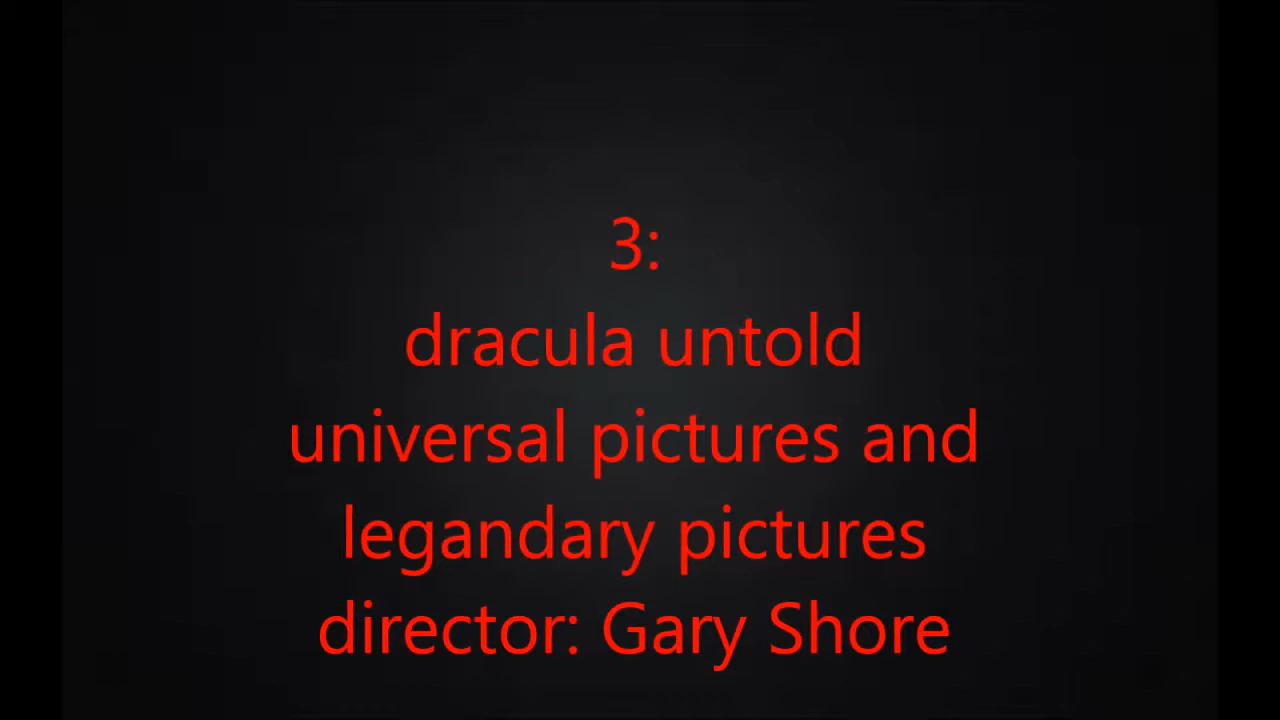 3:
dracula untold
universal pictures and
legandary pictures
director: Gary Shore